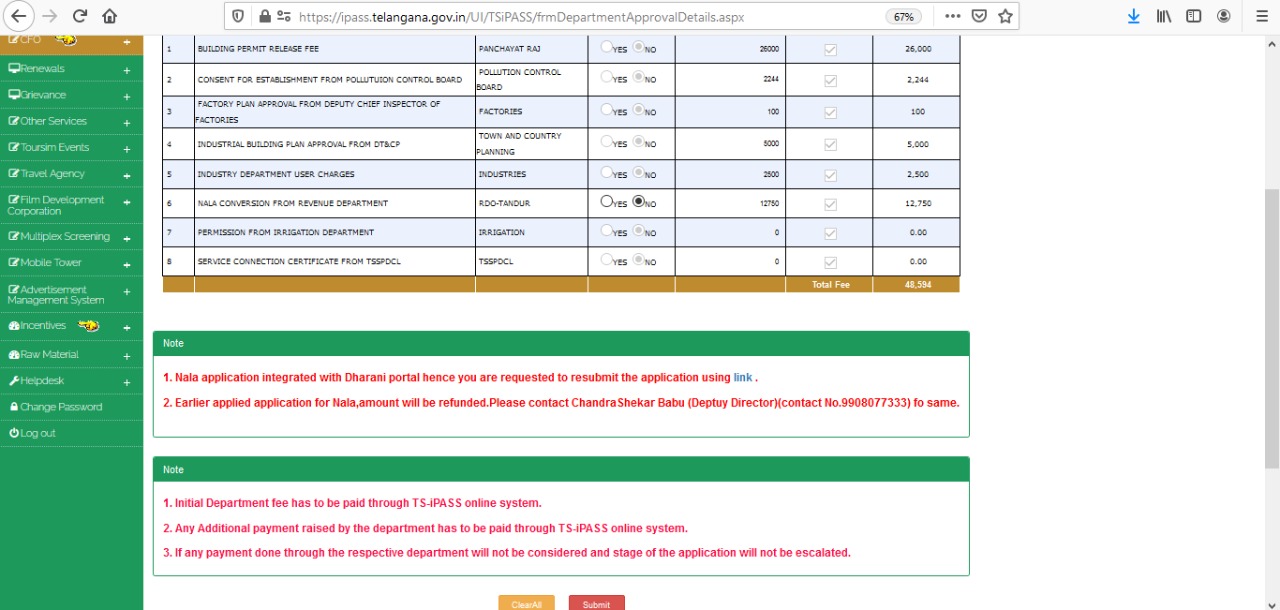 https://ipass.telangana.gov.in/UI/TSiPASS/frmDepartmentApprovalDetails.aspx 67%
CFO +
Renewals +
Grievance +
Other Services +
Toursim Events +
Travel Agency +
Film Development +
Corporation
Multiplex Screening +
Mobile Tower +
Advertisement +
Management System
Incentives +
Raw Material +
Helpdesk +
Change Password
Log out
1 BUILDING PERMIT RELEASE FEE PANCHAYAT RAJ YES NO 26000 26,000
2 CONSENT FOR ESTABLISHMENT FROM POLLUTUION CONTROL BOARD POLLUTION CONTROL BOARD YES NO 2244 2,244
3 FACTORY PLAN APPROVAL FROM DEPUTY CHIEF INSPECTOR OF FACTORIES FACTORIES YES NO 100 100
4 INDUSTRIAL BUILDING PLAN APPROVAL FROM DT&CP TOWN AND COUNTRY PLANNING YES NO 5000 5,000
5 INDUSTRY DEPARTMENT USER CHARGES INDUSTRIES YES NO 2500 2,500
6 NALA CONVERSION FROM REVENUE DEPARTMENT RDO-TANDUR YES NO 12750 12,750
7 PERMISSION FROM IRRIGATION DEPARTMENT IRRIGATION YES NO 0 0.00
8 SERVICE CONNECTION CERTIFICATE FROM TSSPDCL TSSPDCL YES NO 0 0.00
Total Fee 48,594
Note
1. Nala application integrated with Dharani portal hence you are requested to resubmit the application using link .
2. Earlier applied application for Nala,amount will be refunded.Please contact ChandraShekar Babu (Deptuy Director)(contact No.9908077333) fo same.
Note
1. Initial Department fee has to be paid through TS-iPASS online system.
2. Any Additional payment raised by the department has to be paid through TS-iPASS online system.
3. If any payment done through the respective department will not be considered and stage of the application will not be escalated.
ClearAll Submit